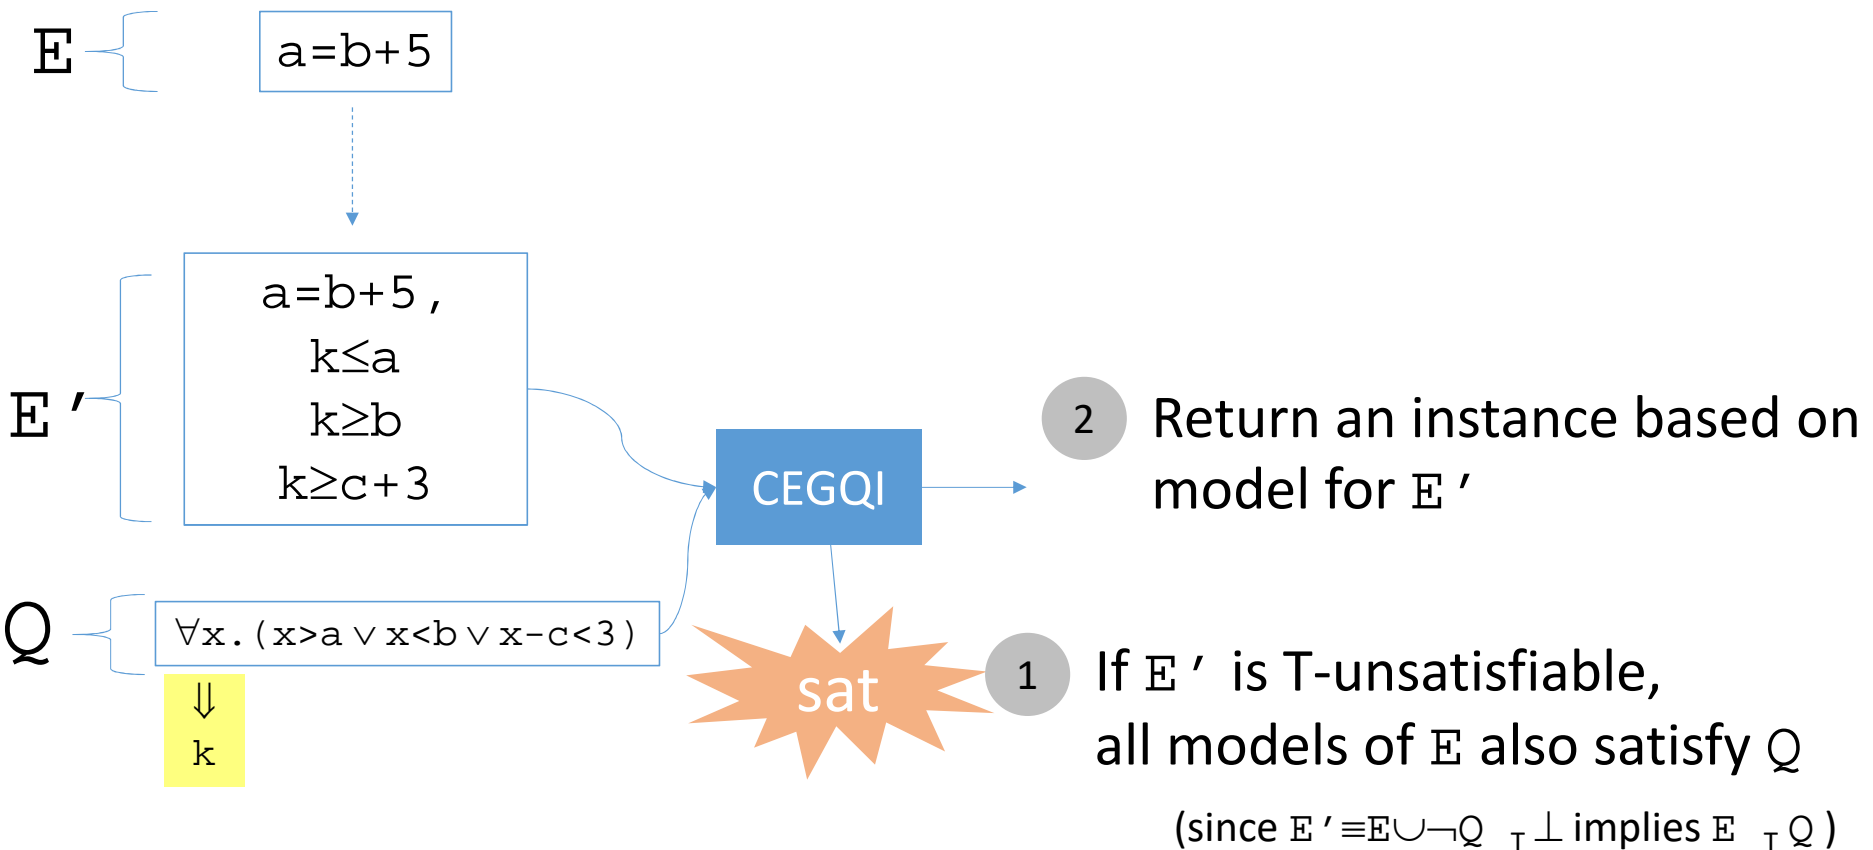 E
a=b+5
E'
a=b+5,
k≤a
k≥b
k≥c+3
CEGQI
2
Return an instance based on
model for E'
Q
∀x.(x>a∨x<b∨x-c<3)
⇓
k
sat
1
If E' is T-unsatisfiable,
all models of E also satisfy Q
(since E'≡E∪¬Q T⊥ implies E TQ)